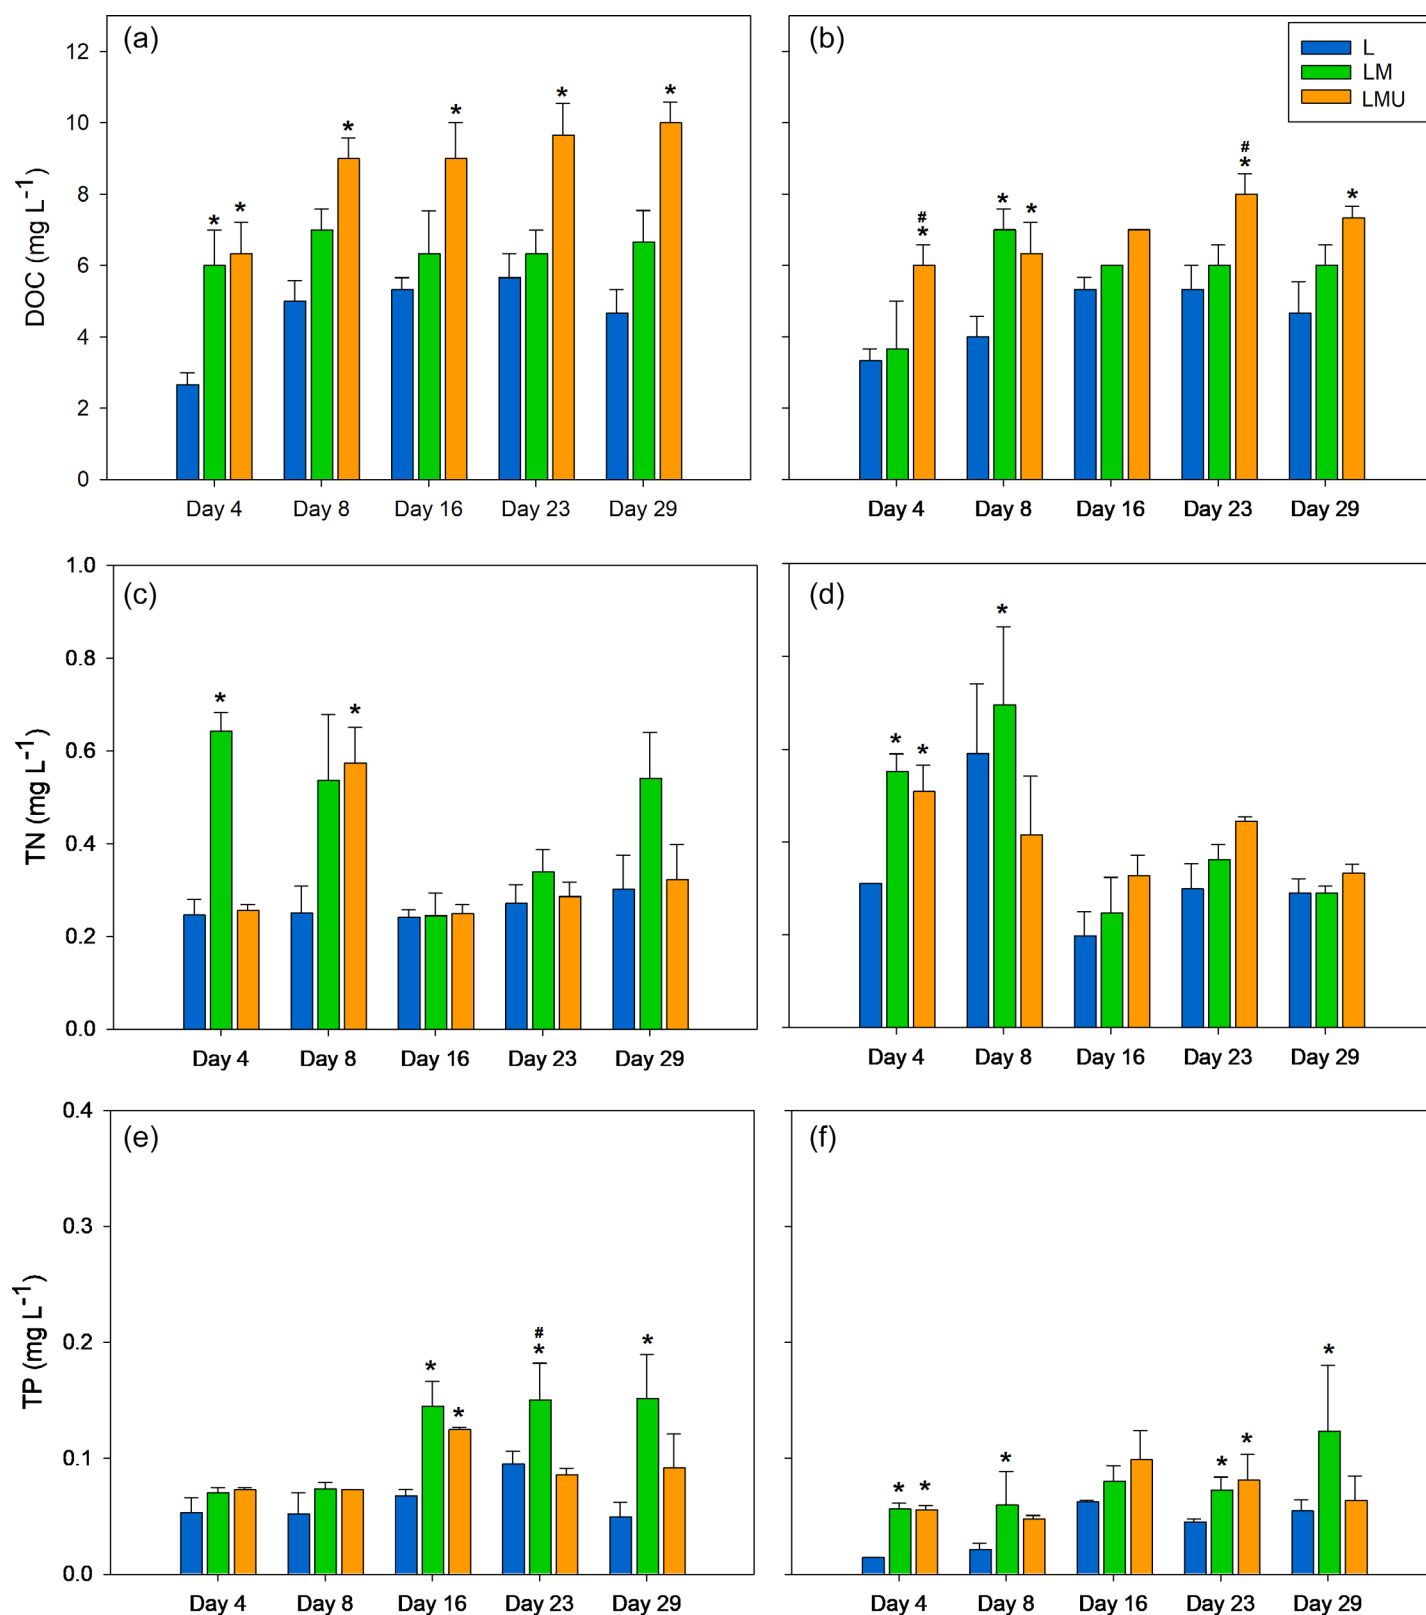 (a)
(b)
L
LM
LMU
12
10
8
6
4
2
0
DOC (mg L⁻¹)
* * * * * *
# * * * # * *
Day 4 Day 8 Day 16 Day 23 Day 29
Day 4 Day 8 Day 16 Day 23 Day 29
(c)
(d)
1.0
0.8
0.6
0.4
0.2
0.0
TN (mg L⁻¹)
* *
* * *
Day 4 Day 8 Day 16 Day 23 Day 29
Day 4 Day 8 Day 16 Day 23 Day 29
(e)
(f)
0.4
0.3
0.2
0.1
0.0
TP (mg L⁻¹)
* * # * *
* * * * * *
Day 4 Day 8 Day 16 Day 23 Day 29
Day 4 Day 8 Day 16 Day 23 Day 29